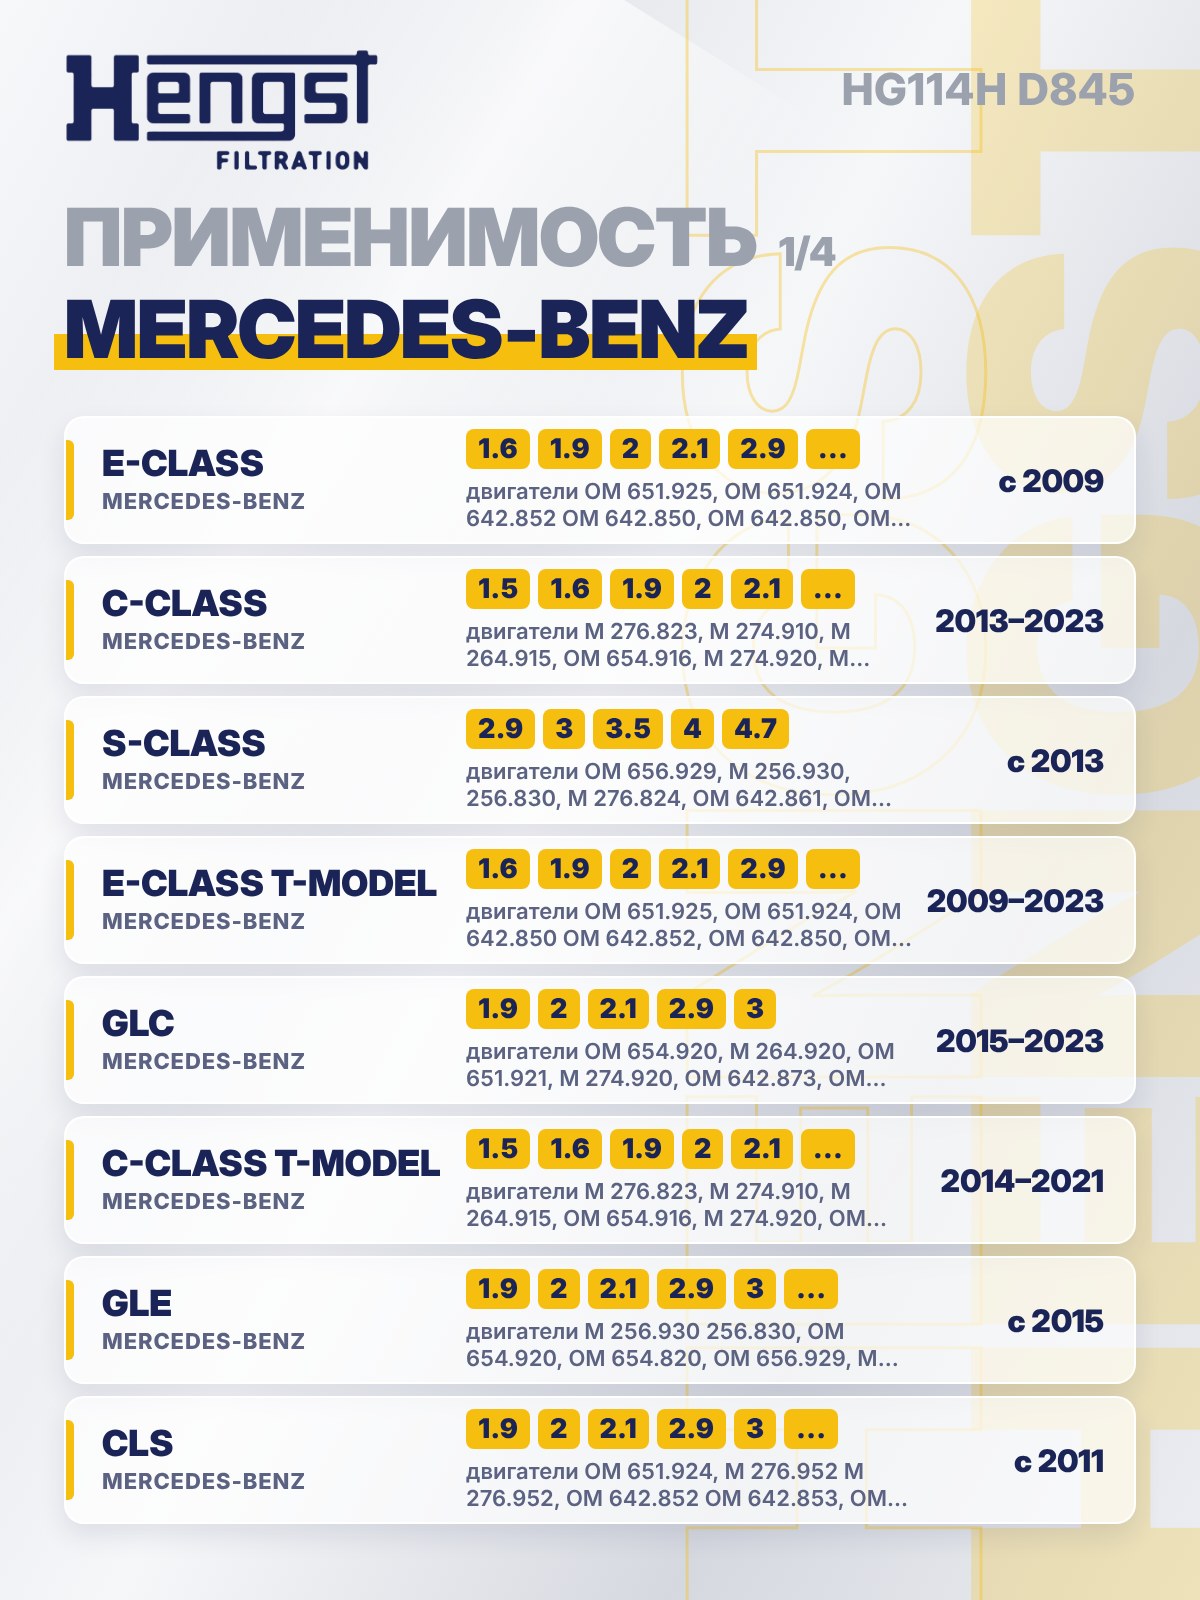 Hengst
FILTRATION
HG114H D845
ПРИМЕНИМОСТЬ 1/4
MERCEDES-BENZ
E-CLASS
MERCEDES-BENZ
1.6 1.9 2 2.1 2.9 ...
двигатели OM 651.925, OM 651.924, OM
642.852 OM 642.850, OM 642.850, OM...
с 2009
C-CLASS
MERCEDES-BENZ
1.5 1.6 1.9 2 2.1 ...
двигатели M 276.823, M 274.910, M
264.915, OM 654.916, M 274.920, M...
2013–2023
S-CLASS
MERCEDES-BENZ
2.9 3 3.5 4 4.7
двигатели OM 656.929, M 256.930,
256.830, M 276.824, OM 642.861, OM...
с 2013
E-CLASS T-MODEL
MERCEDES-BENZ
1.6 1.9 2 2.1 2.9 ...
двигатели OM 651.925, OM 651.924, OM
642.850 OM 642.852, OM 642.850, OM...
2009–2023
GLC
MERCEDES-BENZ
1.9 2 2.1 2.9 3
двигатели OM 654.920, M 264.920, OM
651.921, M 274.920, OM 642.873, OM...
2015–2023
C-CLASS T-MODEL
MERCEDES-BENZ
1.5 1.6 1.9 2 2.1 ...
двигатели M 276.823, M 274.910, M
264.915, OM 654.916, M 274.920, OM...
2014–2021
GLE
MERCEDES-BENZ
1.9 2 2.1 2.9 3 ...
двигатели M 256.930 256.830, OM
654.920, OM 654.820, OM 656.929, M...
с 2015
CLS
MERCEDES-BENZ
1.9 2 2.1 2.9 3 ...
двигатели OM 651.924, M 276.952 M
276.952, OM 642.852 OM 642.853, OM...
с 2011